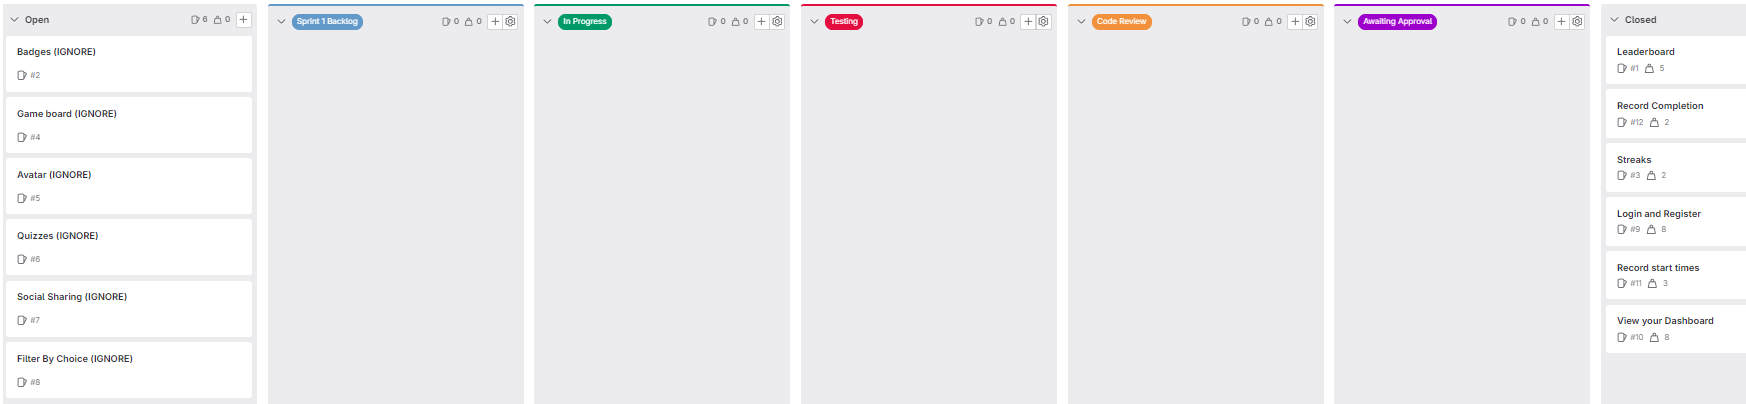 Open 6 0
Badges (IGNORE)
#2
Game board (IGNORE)
#4
Avatar (IGNORE)
#5
Quizzes (IGNORE)
#6
Social Sharing (IGNORE)
#7
Filter By Choice (IGNORE)
#8
Sprint 1 Backlog 0 0
In Progress 0 0
Testing 0 0
Code Review 0 0
Awaiting Approval 0 0
Closed
Leaderboard
#1 5
Record Completion
#12 2
Streaks
#3 2
Login and Register
#9 8
Record start times
#11 3
View your Dashboard
#10 8